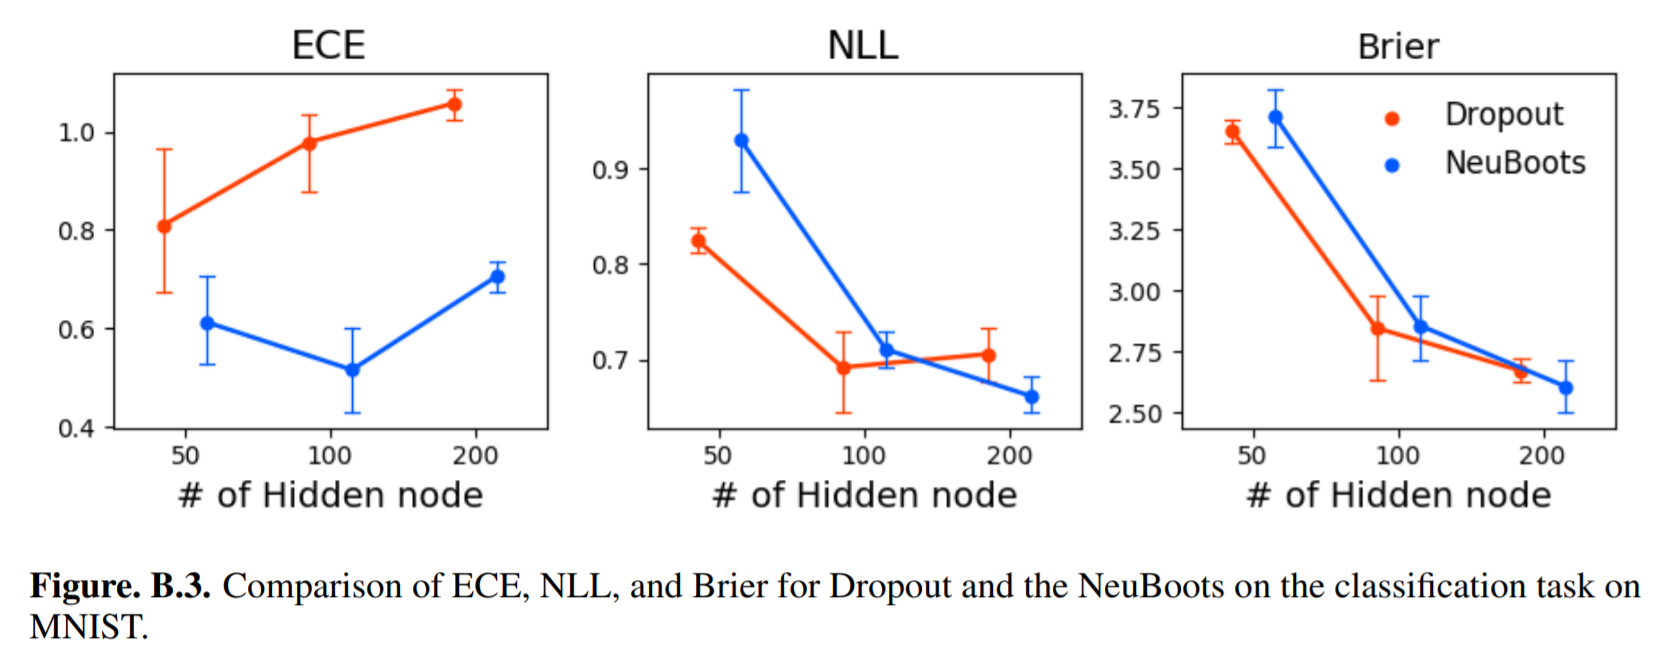 ECE
1.0
0.8
0.6
0.4
50 100 200
# of Hidden node
NLL
0.9
0.8
0.7
50 100 200
# of Hidden node
Brier
3.75
3.50
3.25
3.00
2.75
2.50
Dropout
NeuBoots
50 100 200
# of Hidden node
Figure. B.3. Comparison of ECE, NLL, and Brier for Dropout and the NeuBoots on the classification task on
MNIST.